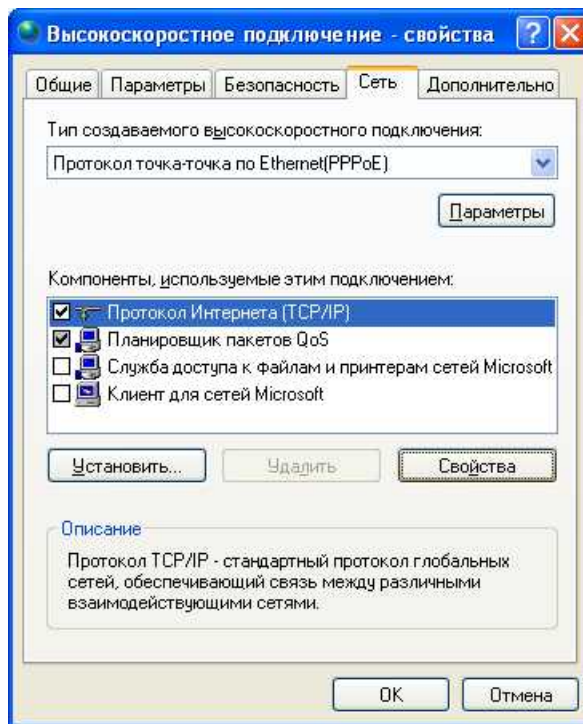 Высокоскоростное подключение - свойства
Общие Параметры Безопасность Сеть Дополнительно
Тип создаваемого высокоскоростного подключения:
Протокол точка-точка по Ethernet(PPPoE)
Параметры
Компоненты, используемые этим подключением:
Протокол Интернета (TCP/IP)
Планировщик пакетов QoS
Служба доступа к файлам и принтерам сетей Microsoft
Клиент для сетей Microsoft
Установить... Удалить Свойства
Описание
Протокол TCP/IP - стандартный протокол глобальных
сетей, обеспечивающий связь между различными
взаимодействующими сетями.
OK Отмена